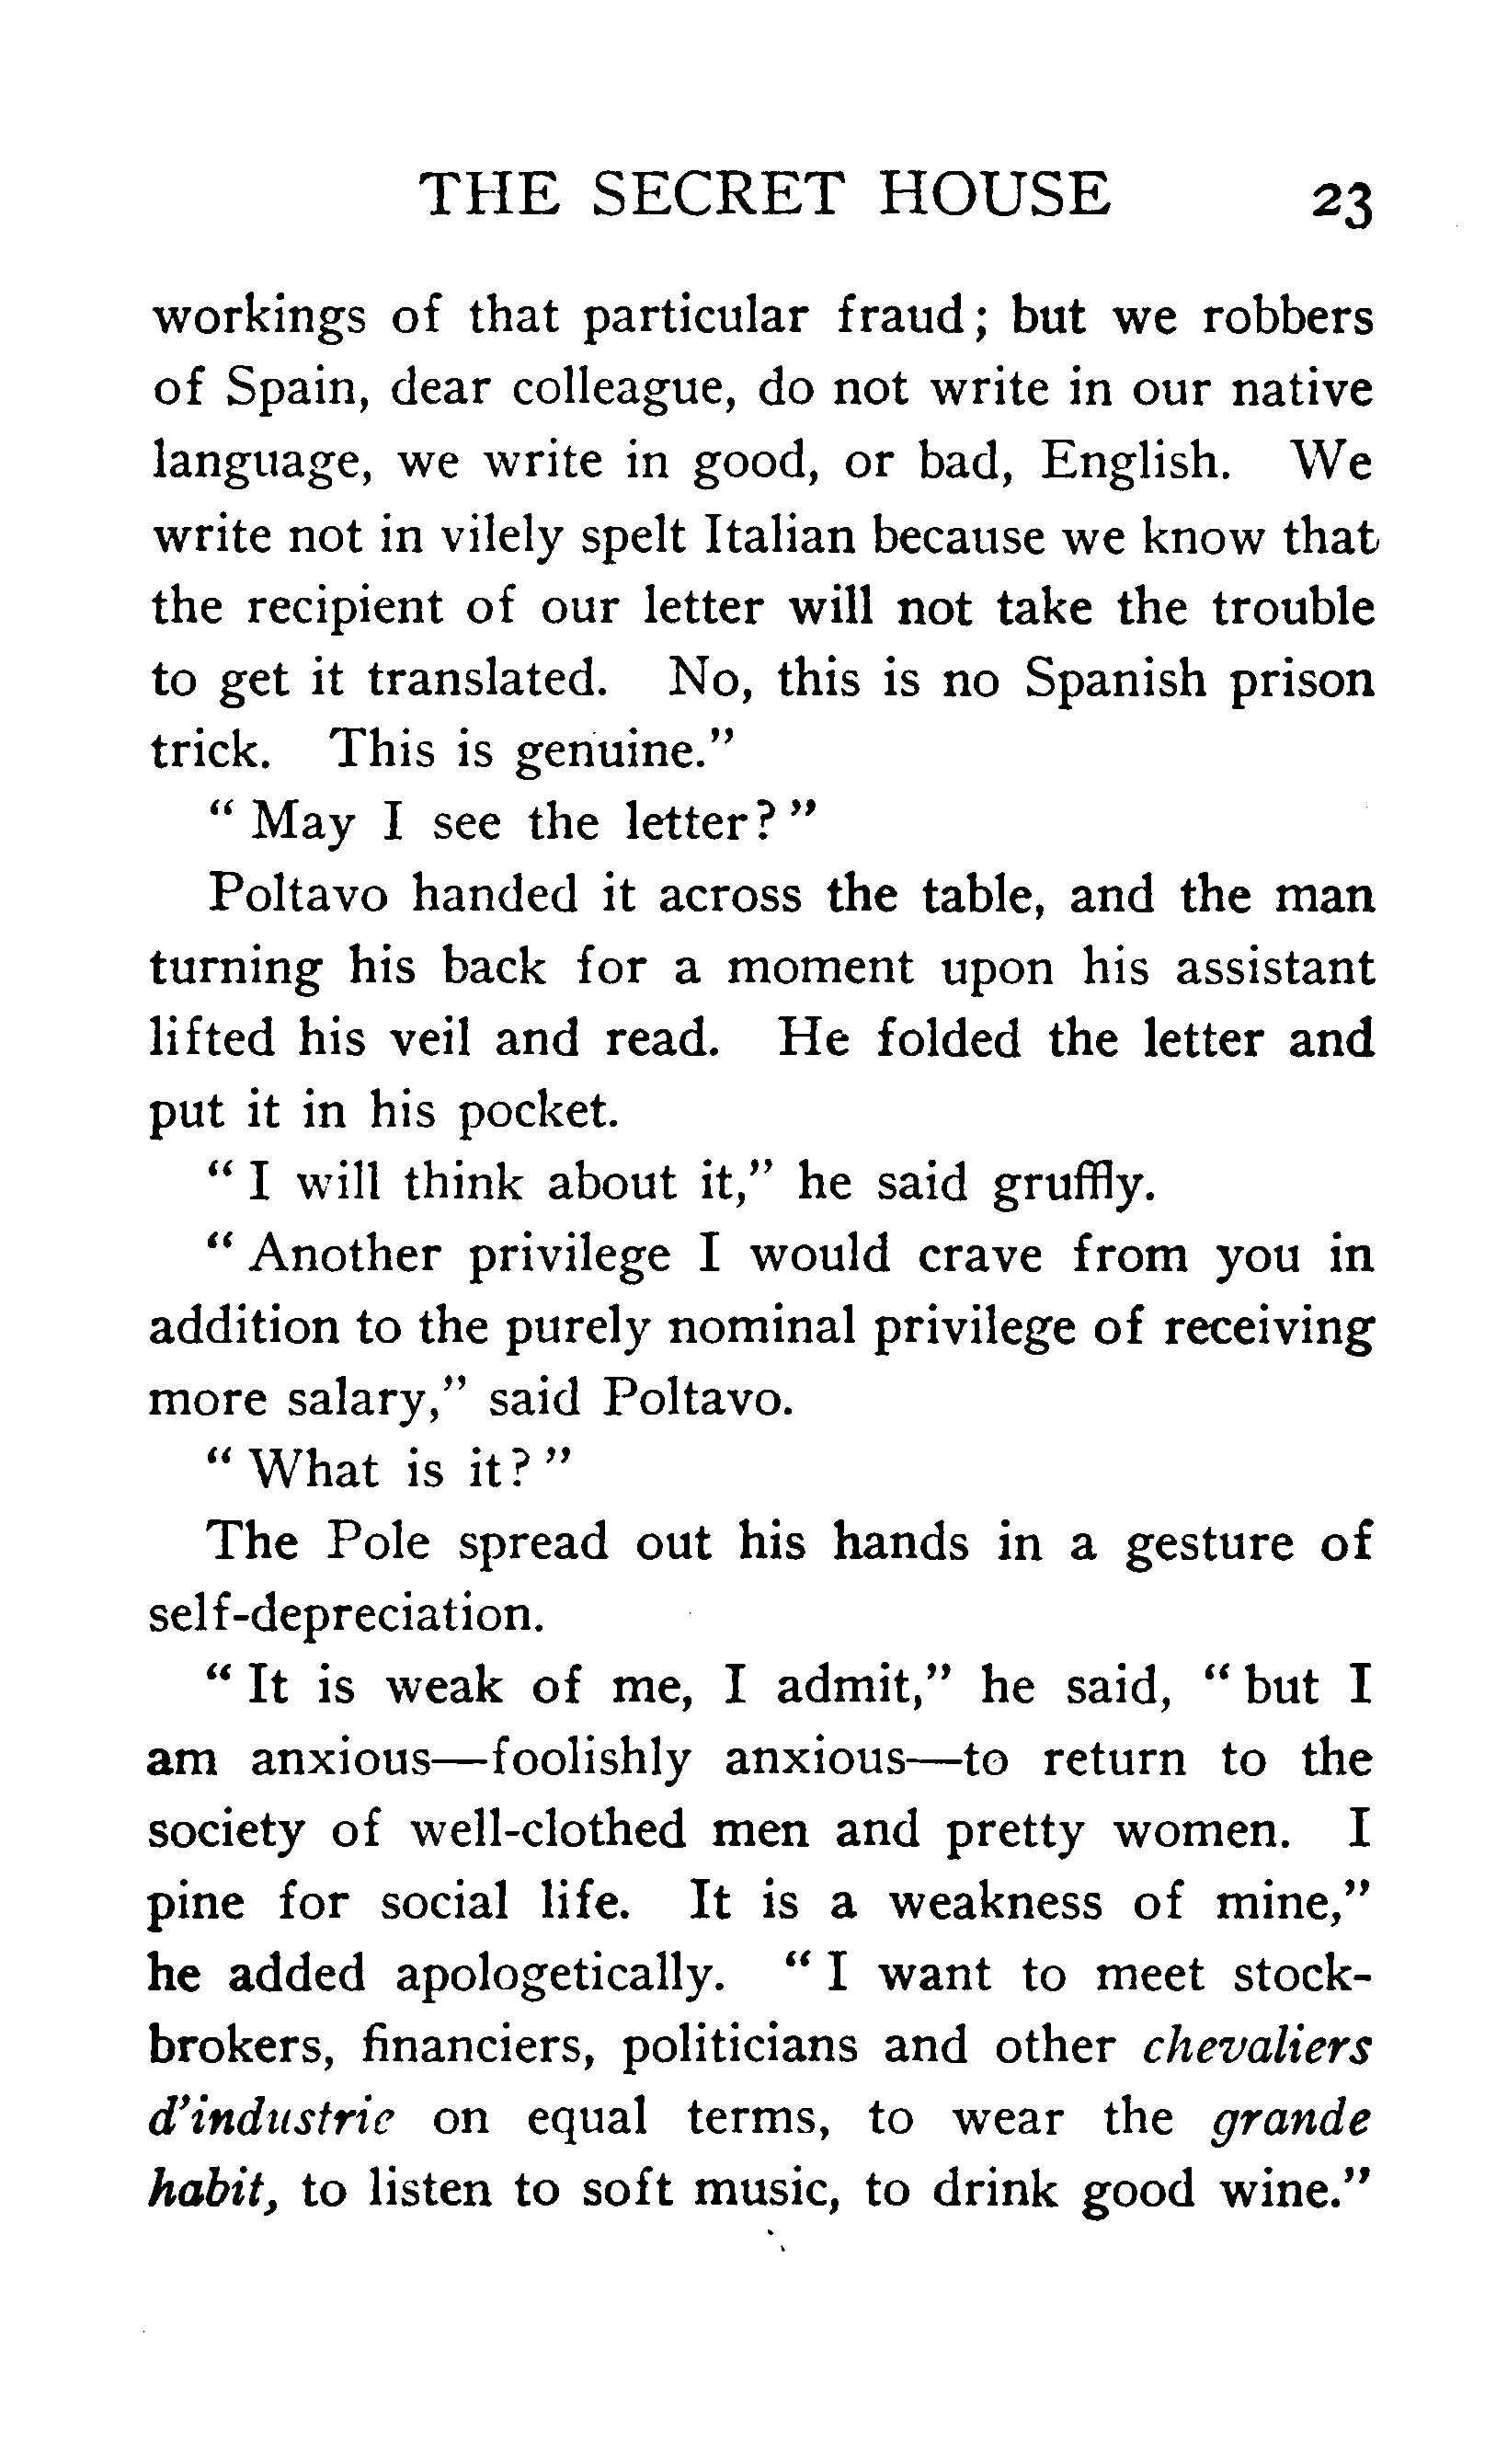 THE SECRET HOUSE 23
workings of that particular fraud; but we robbers
of Spain, dear colleague, do not write in our native
language, we write in good, or bad, English. We
write not in vilely spelt Italian because we know that
the recipient of our letter will not take the trouble
to get it translated. No, this is no Spanish prison
trick. This is genuine."
" May I see the letter? "
Poltavo handed it across the table, and the man
turning his back for a moment upon his assistant
lifted his veil and read. He folded the letter and
put it in his pocket.
" I will think about it," he said gruffly.
" Another privilege I would crave from you in
addition to the purely nominal privilege of receiving
more salary," said Poltavo.
" What is it? "
The Pole spread out his hands in a gesture of
self-depreciation.
" It is weak of me, I admit," he said, " but I
am anxious—foolishly anxious—to return to the
society of well-clothed men and pretty women. I
pine for social life. It is a weakness of mine,"
he added apologetically. " I want to meet stock-
brokers, financiers, politicians and other chevaliers
d'industrie on equal terms, to wear the grande
habit, to listen to soft music, to drink good wine."